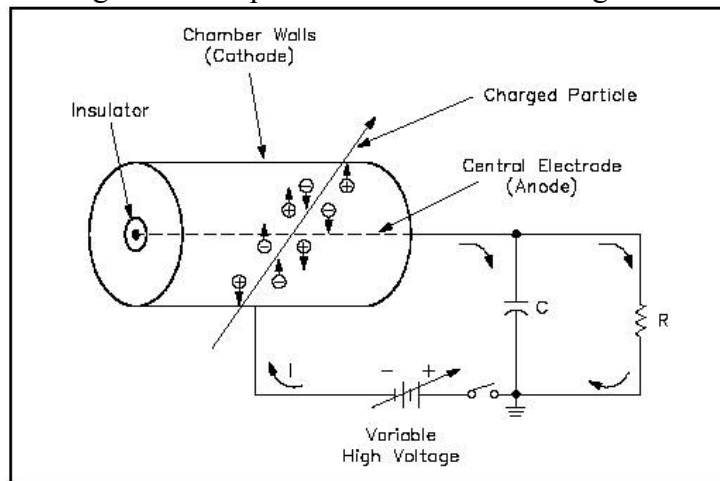 Chamber Walls
(Cathode)
Insulator
Charged Particle
Central Electrode
(Anode)
C
R
I
- +
Variable
High Voltage